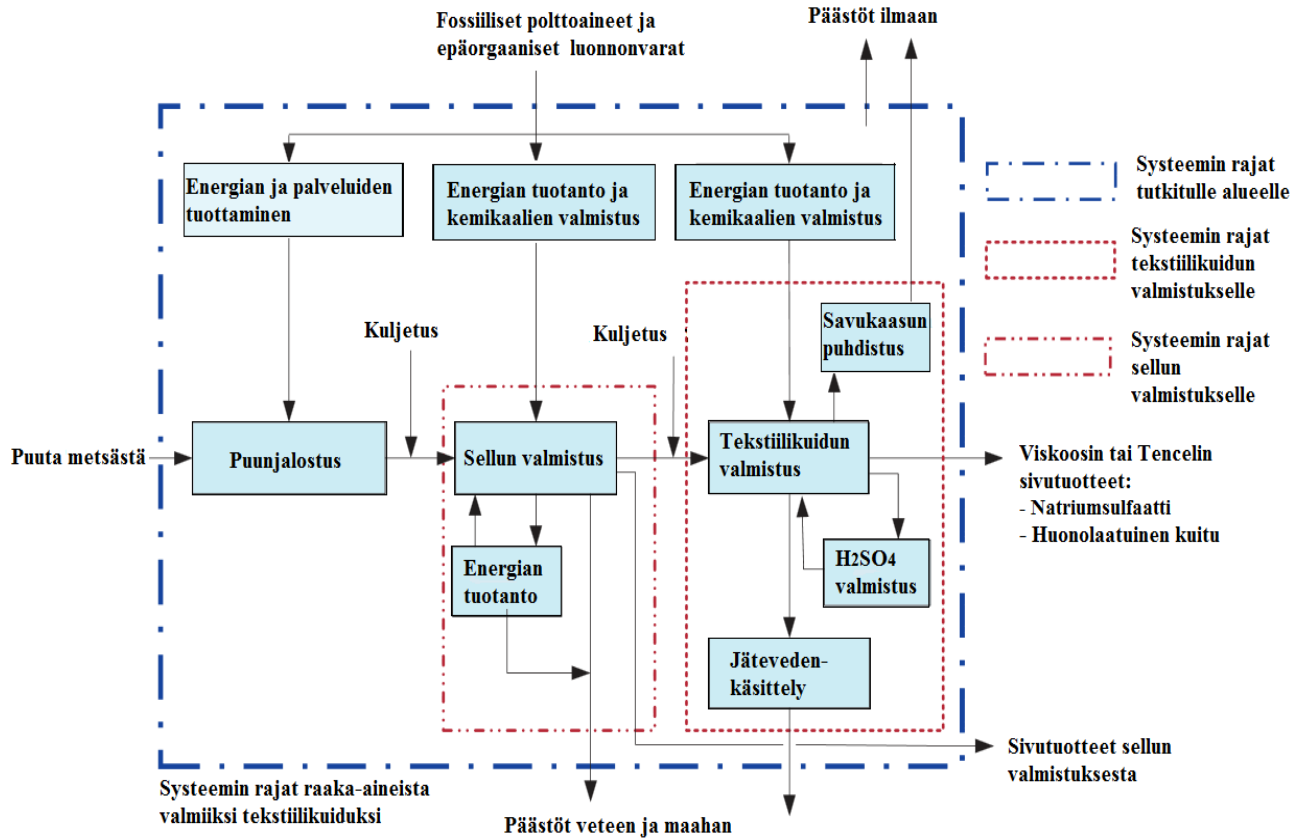 Fossiiliset polttoaineet ja
epäorgaaniset luonnonvarat
Päästöt ilmaan
Energian ja palveluiden
tuottaminen
Energian tuotanto ja
kemikaalien valmistus
Energian tuotanto ja
kemikaalien valmistus
Systeemin rajat
tutkitulle alueelle
Systeemin rajat
tekstiilikuidun
valmistukselle
Systeemin rajat
sellun
valmistukselle
Kuljetus
Kuljetus
Savukaasun
puhdistus
Puuta metsästä
Puunjalostus
Sellun valmistus
Tekstiilikuidun
valmistus
Viskoosin tai Tencelin
sivutuotteet:
- Natriumsulfaatti
- Huonolaatuinen kuitu
Energian
tuotanto
H2SO4
valmistus
Jäteveden-
käsittely
Sivutuotteet sellun
valmistuksesta
Systeemin rajat raaka-aineista
valmiiksi tekstiilikuiduksi
Päästöt veteen ja maahan